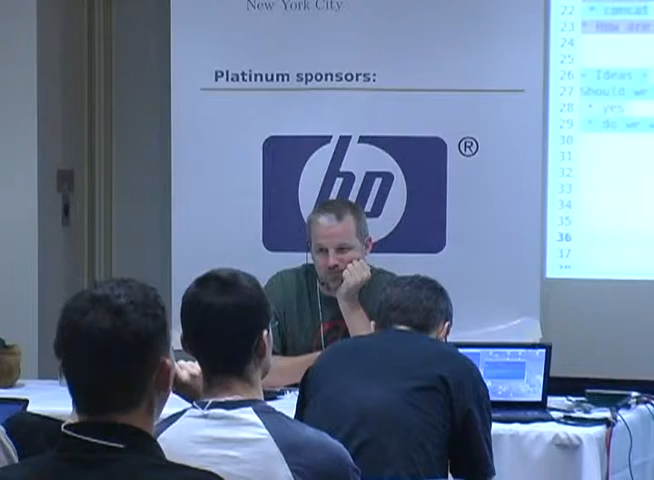 New York City
Platinum sponsors:
hp ®
22 * concat
23 * How are
24
25
26 * Ideas
27 Should we
28 * yes
29 * do we
30
31
32
33
34
35
36
37